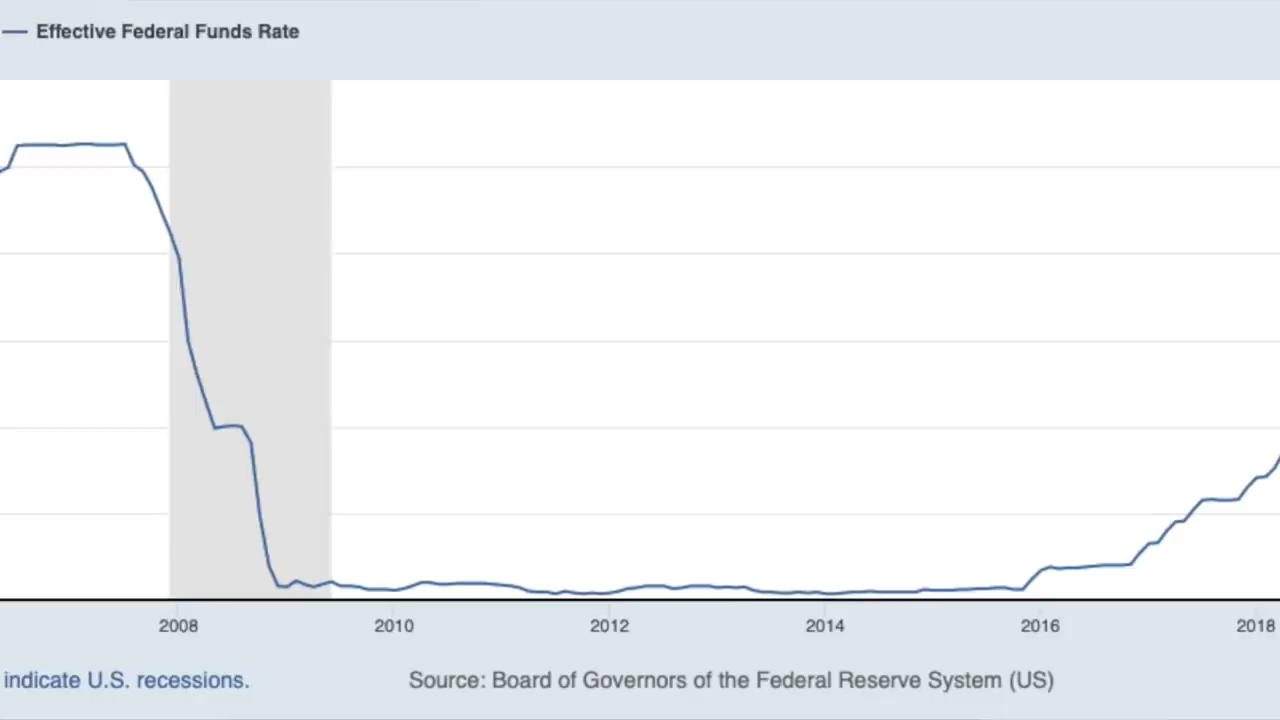 Effective Federal Funds Rate
2008 2010 2012 2014 2016 2018
indicate U.S. recessions. Source: Board of Governors of the Federal Reserve System (US)